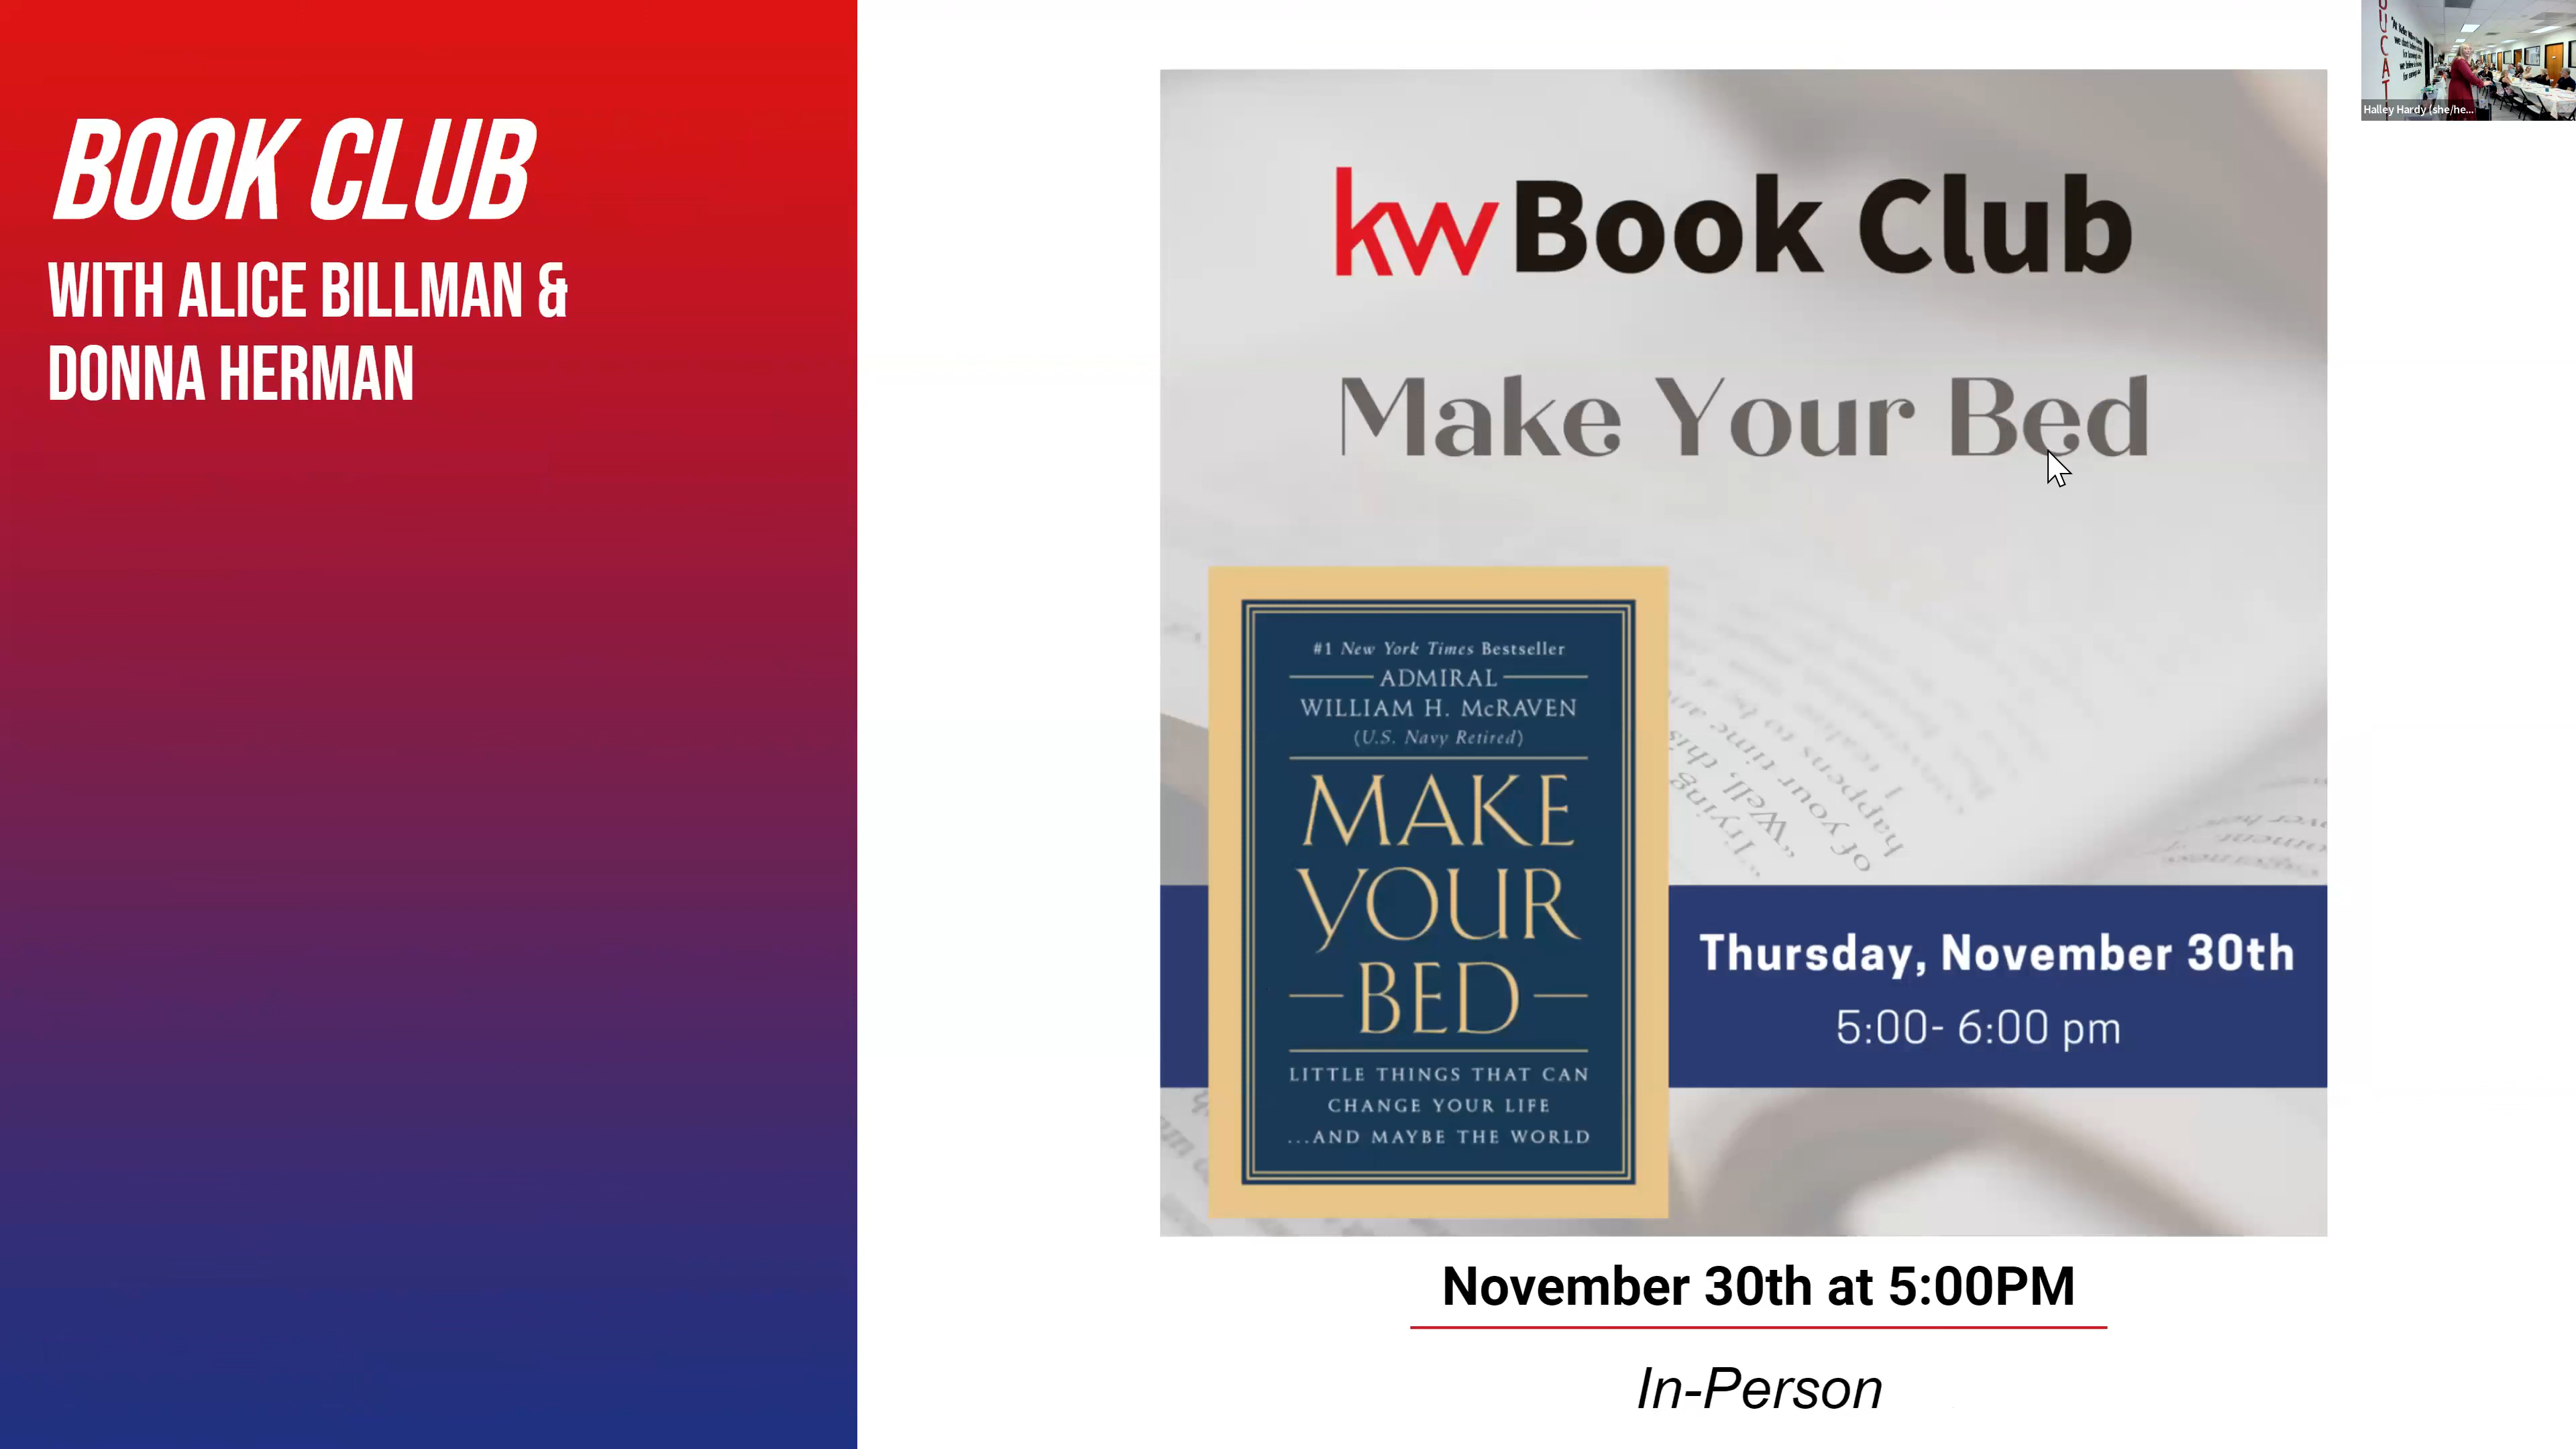 BOOK CLUB
WITH ALICE BILLMAN &
DONNA HERMAN
kw Book Club
Make Your Bed
#1 New York Times Bestseller
ADMIRAL
WILLIAM H. McRAVEN
(U.S. Navy Retired)
MAKE
YOUR
BED
LITTLE THINGS THAT CAN
CHANGE YOUR LIFE
...AND MAYBE THE WORLD
Thursday, November 30th
5:00- 6:00 pm
November 30th at 5:00PM
In-Person
Halley Hardy (she/he...